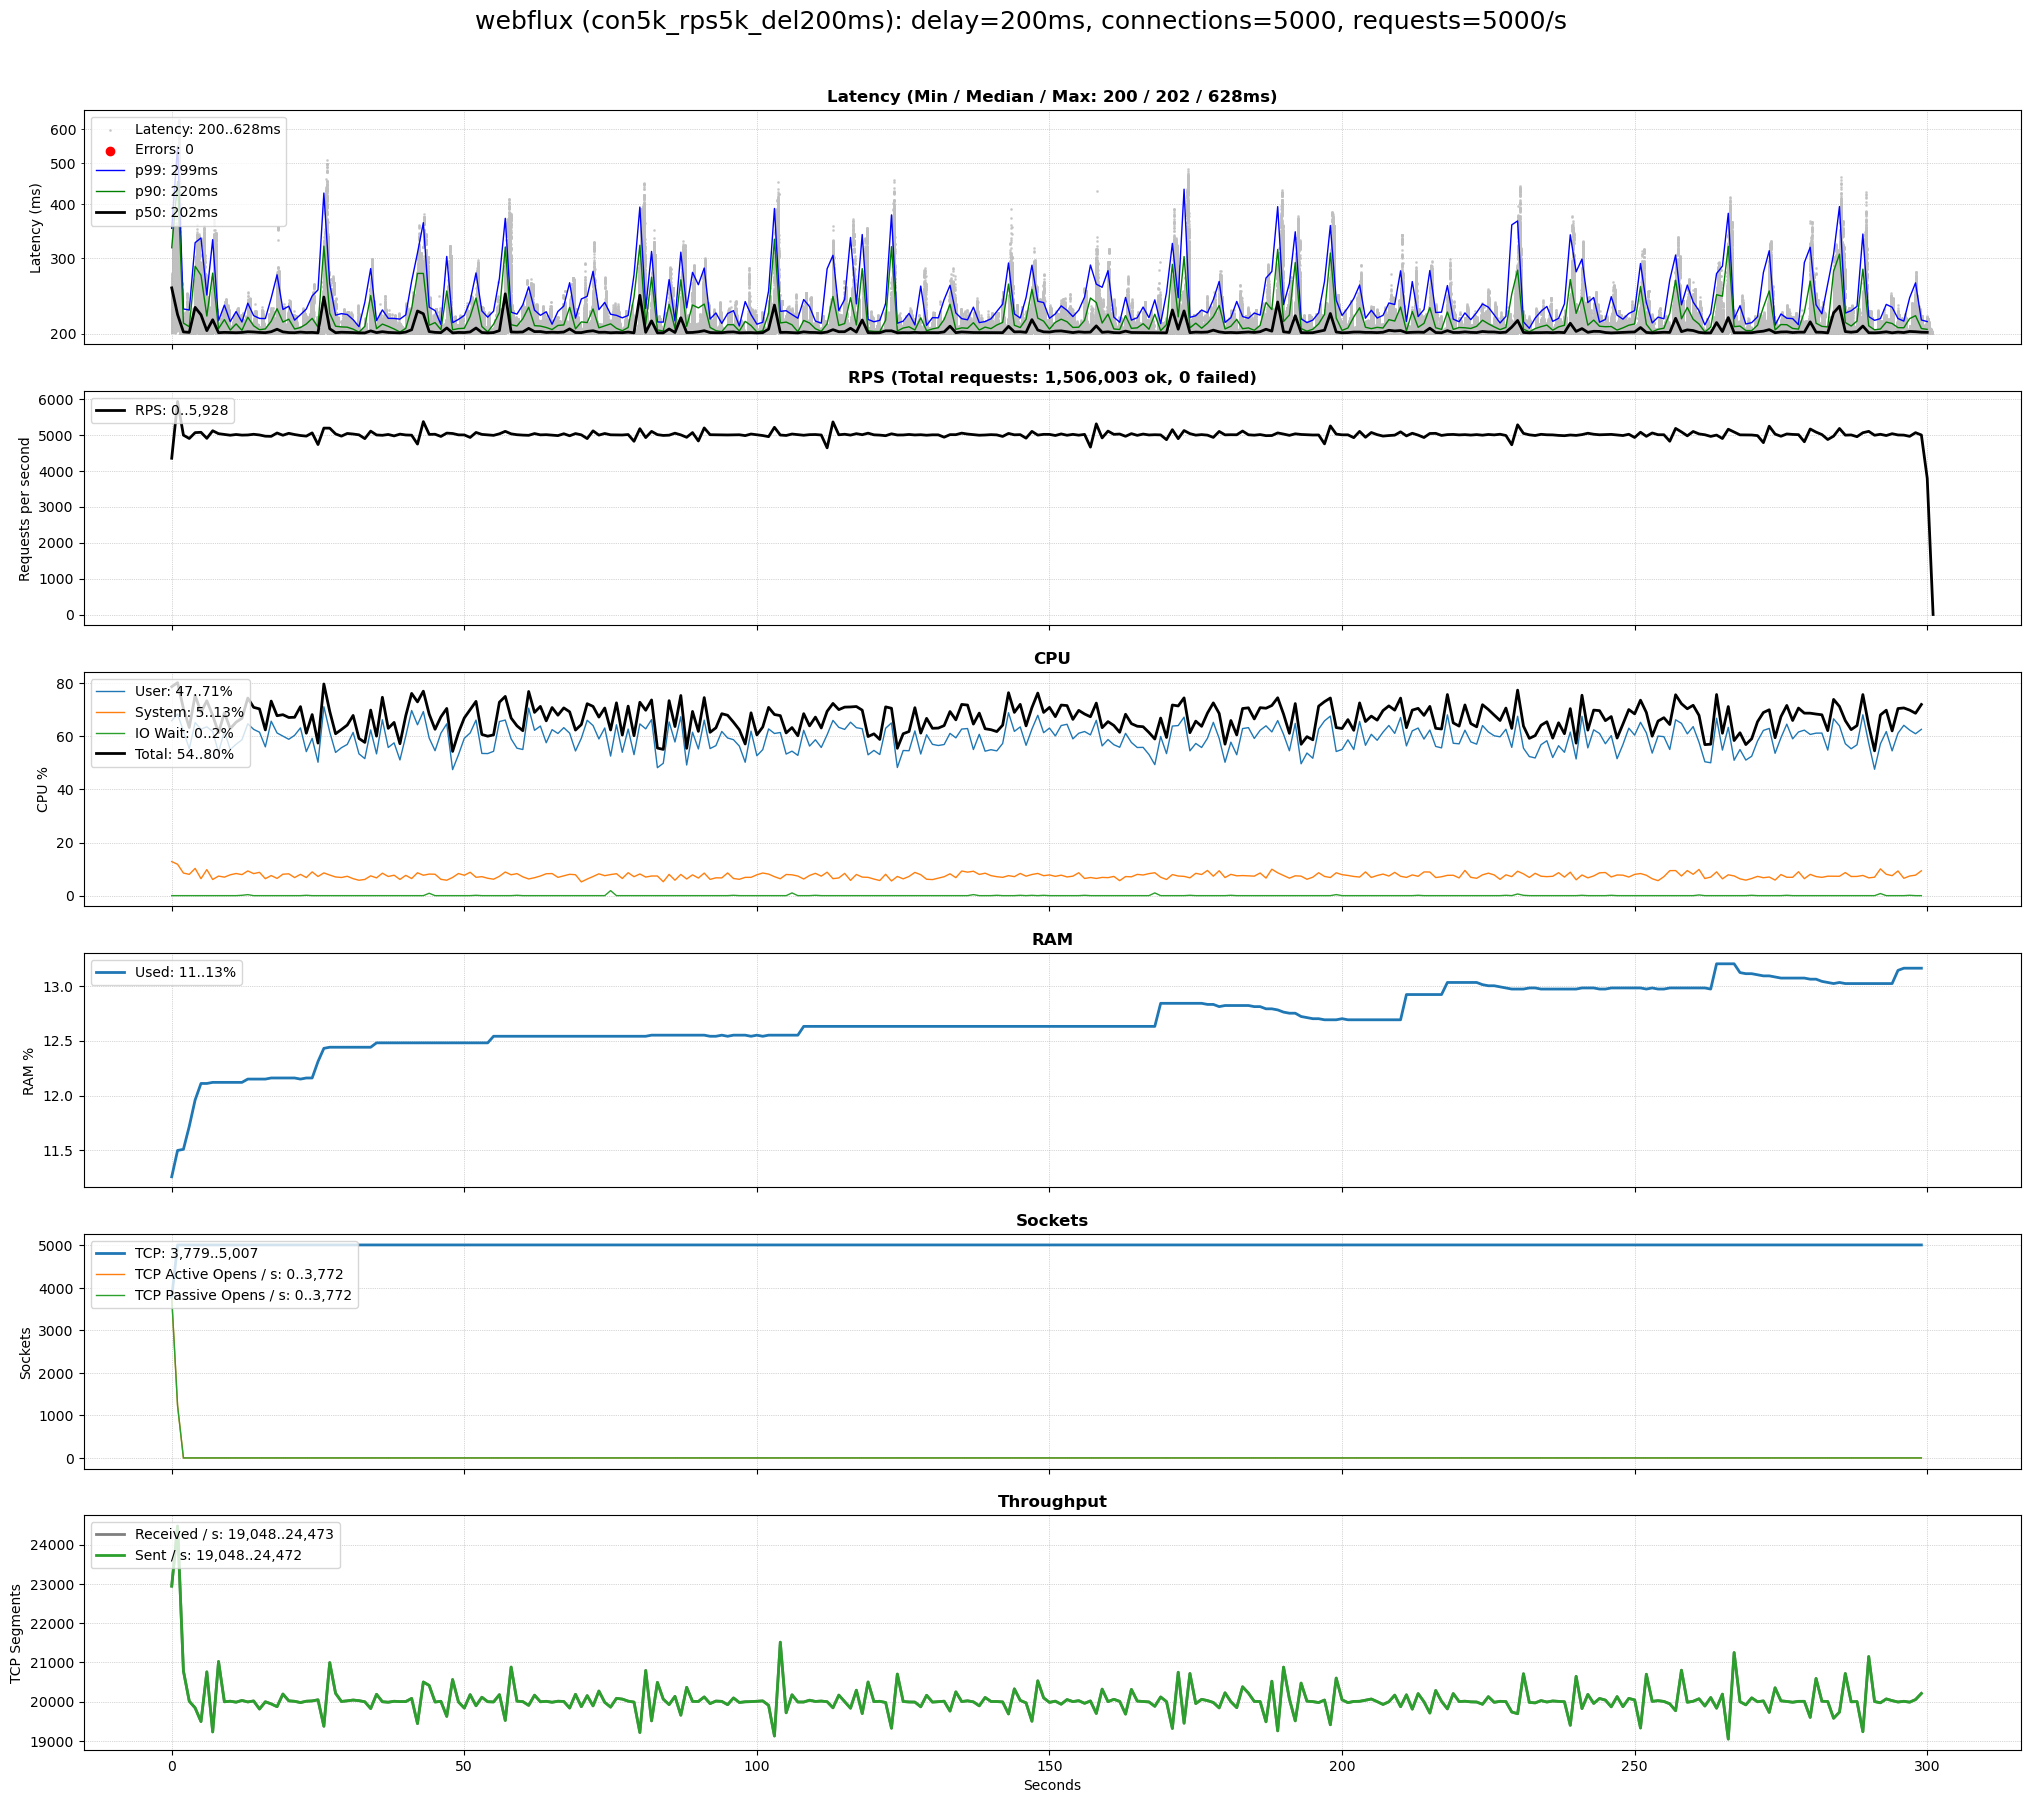 webflux (con5k_rps5k_del200ms): delay=200ms, connections=5000, requests=5000/s
Latency (Min / Median / Max: 200 / 202 / 628ms)
Latency (ms)
600
500
400
300
200
Latency: 200..628ms
Errors: 0
p99: 299ms
p90: 220ms
p50: 202ms
RPS (Total requests: 1,506,003 ok, 0 failed)
Requests per second
6000
5000
4000
3000
2000
1000
0
RPS: 0..5,928
CPU
CPU %
80
60
40
20
0
User: 47..71%
System: 5..13%
IO Wait: 0..2%
Total: 54..80%
RAM
RAM %
13.0
12.5
12.0
11.5
Used: 11..13%
Sockets
Sockets
5000
4000
3000
2000
1000
0
TCP: 3,779..5,007
TCP Active Opens / s: 0..3,772
TCP Passive Opens / s: 0..3,772
Throughput
TCP Segments
24000
23000
22000
21000
20000
19000
Received / s: 19,048..24,473
Sent / s: 19,048..24,472
0 50 100 150 200 250 300
Seconds